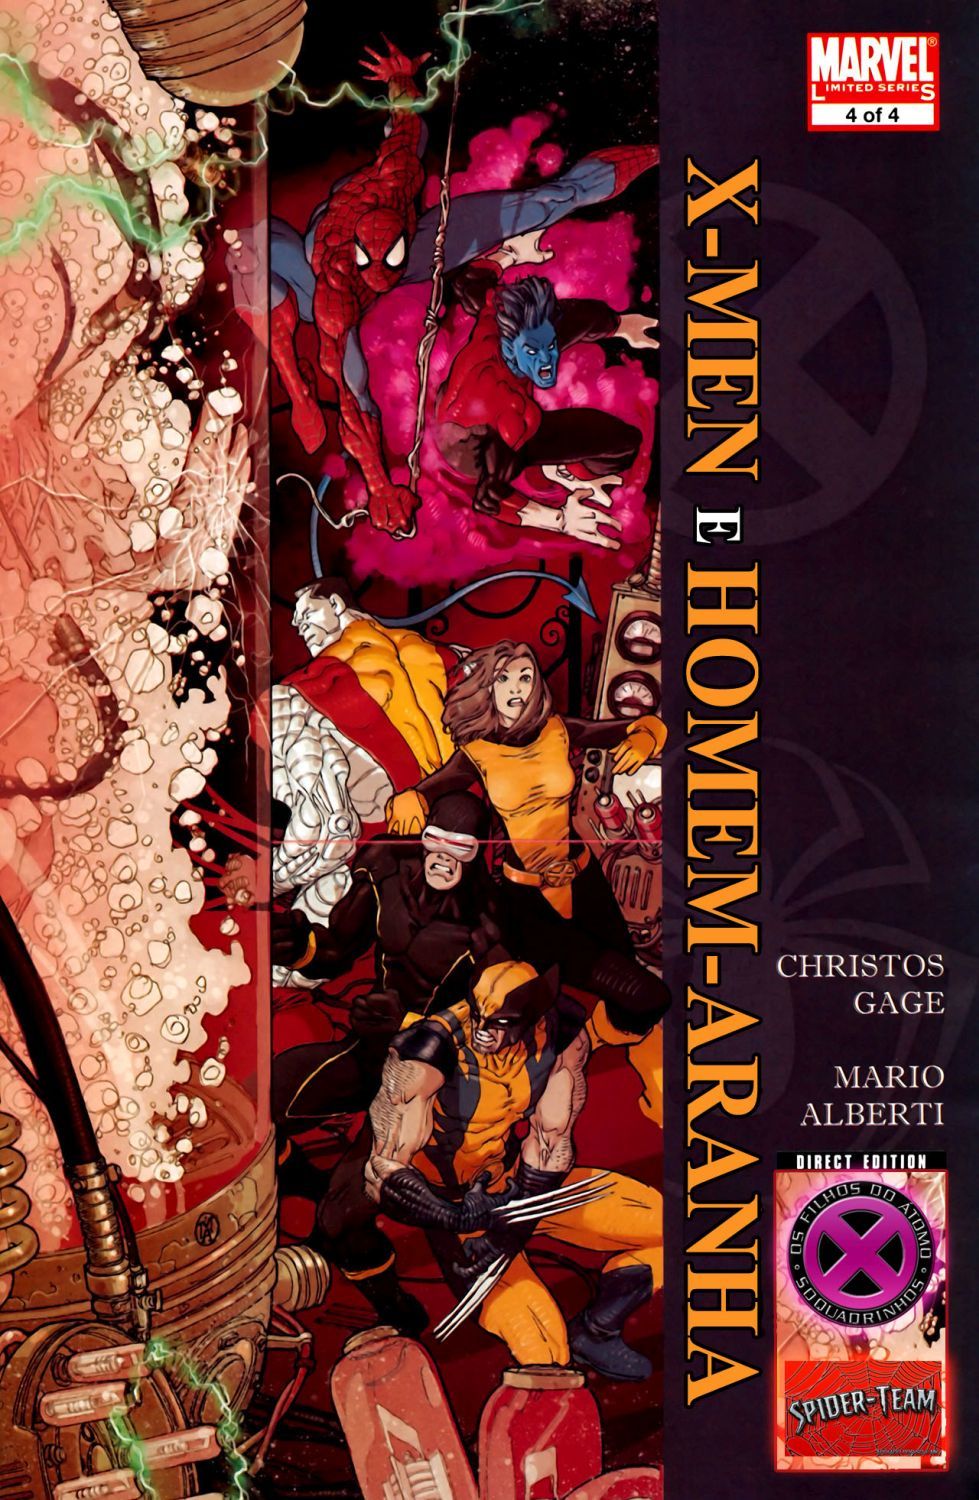 MARVEL®
LIMITED SERIES
4 of 4
X-MEN E HOMEM-ARANHA
CHRISTOS
GAGE
MARIO
ALBERTI
DIRECT EDITION
OS FILHOS DO ATOMO
SOQUADRINHOS
SPIDER-TEAM